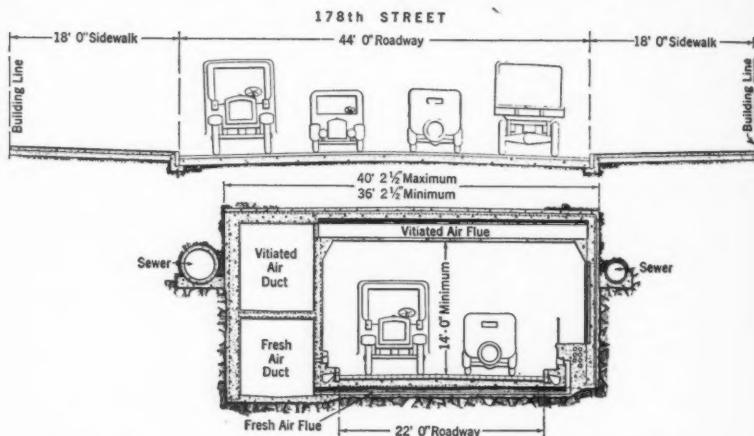 178th STREET
18' 0" Sidewalk
44' 0" Roadway
18' 0" Sidewalk
Building Line
Building Line
40' 2½" Maximum
36' 2½" Minimum
Vitiated Air Flue
Sewer
Vitiated
Air
Duct
14'-0" Minimum
Sewer
Fresh
Air
Duct
Fresh Air Flue
22' 0" Roadway